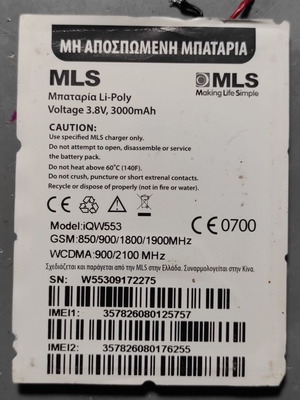 ΜΗ ΑΠΟΣΠΩΜΕΝΗ ΜΠΑΤΑΡΙΑ
MLS
MLS
Making Life Simple
Μπαταρία Li-Poly
Voltage 3.8V, 3000mAh
CAUTION:
Use specified MLS charger only.
Do not attempt to open, disassemble or service
the battery pack.
Do not heat above 60°C (140F).
Do not crush, puncture or short extrenal contacts.
Recycle or dispose of properly (not in fire or water).
CE
CE0700
Model:iQW553
GSM:850/900/1800/1900MHz
WCDMA:900/2100 MHz
Σχεδιάζεται και παράγεται από την MLS στην Ελλάδα. Συναρμολογείται στην Κίνα.
SN: W55309172275
IMEI1: 357826080125757
IMEI2: 357826080176255